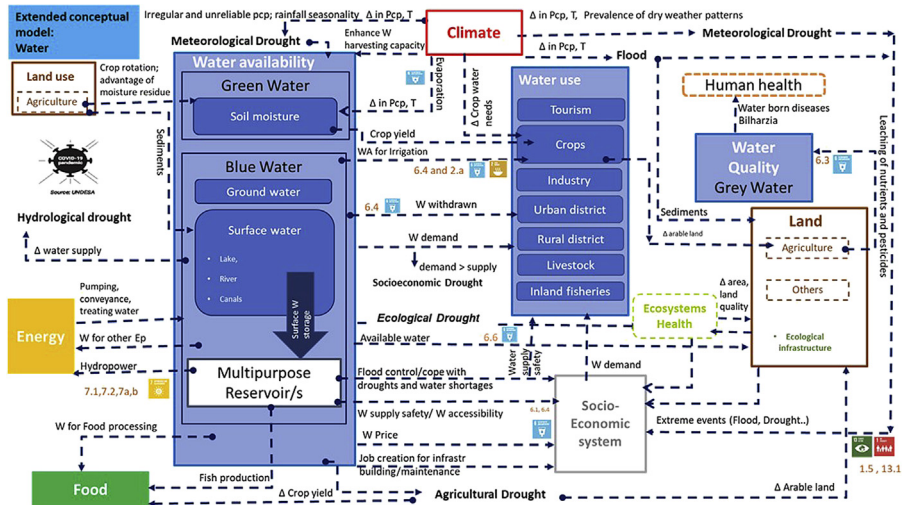 Extended conceptual
model:
Water
Irregular and unreliable pcp; rainfall seasonality
Δ in Pcp, T
Climate
Δ in Pcp, T, Prevalence of dry weather patterns
Meteorological Drought
Meteorological Drought
Enhance W
harvesting capacity
Δ in Pcp, T
Flood
Land use
Agriculture
Crop rotation;
advantage of
moisture residue
Water availability
Green Water
Soil moisture
Evaporation
Δ in Pcp, T
Δ Crop water
needs
Crop yield
Water use
Tourism
Crops
Industry
Urban district
Rural district
Livestock
Inland fisheries
Human health
Water born diseases
Bilharzia
Water
Quality
Grey Water
6.3
Leaching of nutrients and pesticides
COVID-19
pandemic
Source: UNDESA
Sediments
Blue Water
Ground water
Surface water
• Lake,
• River
• Canals
Surface W
storage
Multipurpose
Reservoir/s
WA for Irrigation
6.4 and 2.a
6.4
W withdrawn
W demand
demand > supply
Socioeconomic Drought
Hydrological drought
Δ water supply
Sediments
Δ arable land
Land
Agriculture
Others
• Ecological
infrastructure
Δ area,
land
quality
Ecosystems
Health
Ecological Drought
Available water
6,6
Water
supply
safety
W demand
Energy
Pumping,
conveyance,
treating water
W for other Ep
Hydropower
7.1,7.2,7a,b
Flood control/cope with
droughts and water shortages
W supply safety/ W accessibility
6.1, 6.4
W Price
Job creation for infrastr
building/maintenance
Socio-
Economic
system
Extreme events (Flood, Drought..)
1.5 , 13.1
W for Food processing
Food
Fish production
Δ Crop yield
Agricultural Drought
Δ Arable land